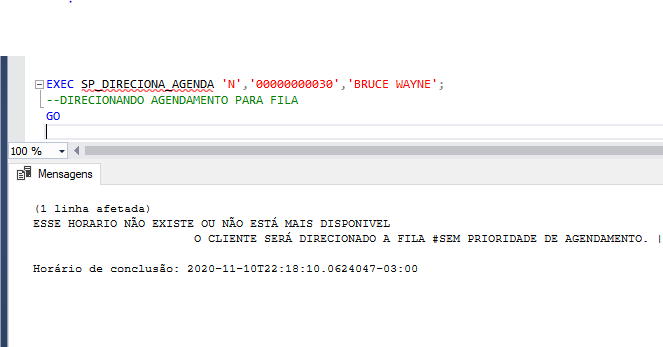 EXEC SP_DIRECIONA_AGENDA 'N','00000000030','BRUCE WAYNE';
--DIRECIONANDO AGENDAMENTO PARA FILA
GO
100 %
Mensagens
(1 linha afetada)
ESSE HORARIO NÃO EXISTE OU NÃO ESTÁ MAIS DISPONIVEL
O CLIENTE SERÁ DIRECIONADO A FILA #SEM PRIORIDADE DE AGENDAMENTO. |
Horário de conclusão: 2020-11-10T22:18:10.0624047-03:00